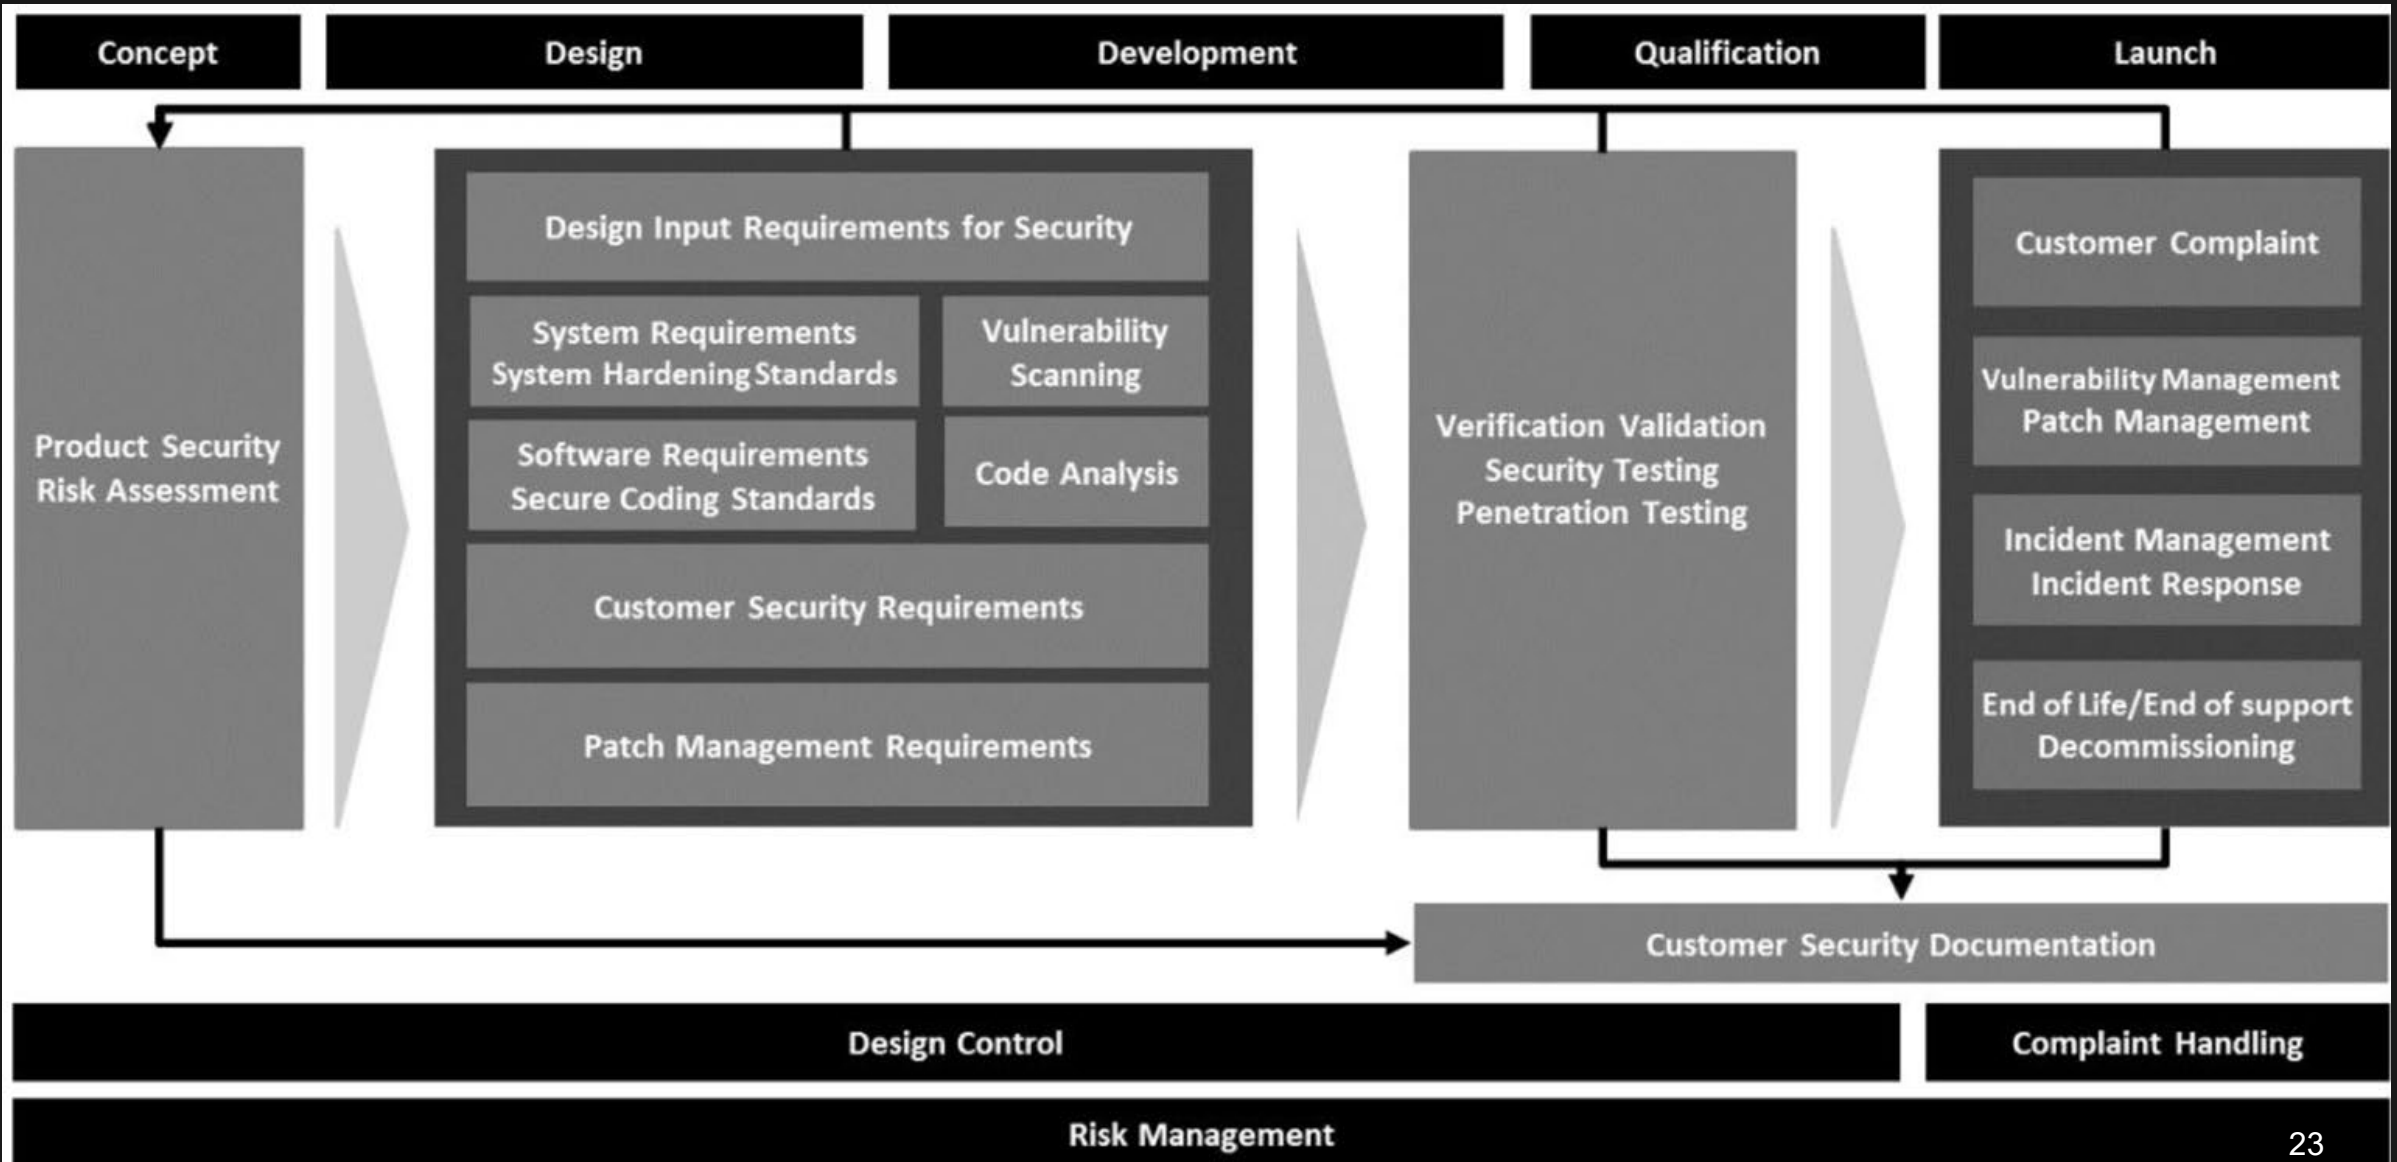 Concept
Design
Development
Qualification
Launch
Product Security
Risk Assessment
Design Input Requirements for Security
System Requirements
System Hardening Standards
Vulnerability
Scanning
Software Requirements
Secure Coding Standards
Code Analysis
Customer Security Requirements
Patch Management Requirements
Verification Validation
Security Testing
Penetration Testing
Customer Complaint
Vulnerability Management
Patch Management
Incident Management
Incident Response
End of Life/End of support
Decommissioning
Customer Security Documentation
Design Control
Complaint Handling
Risk Management
23